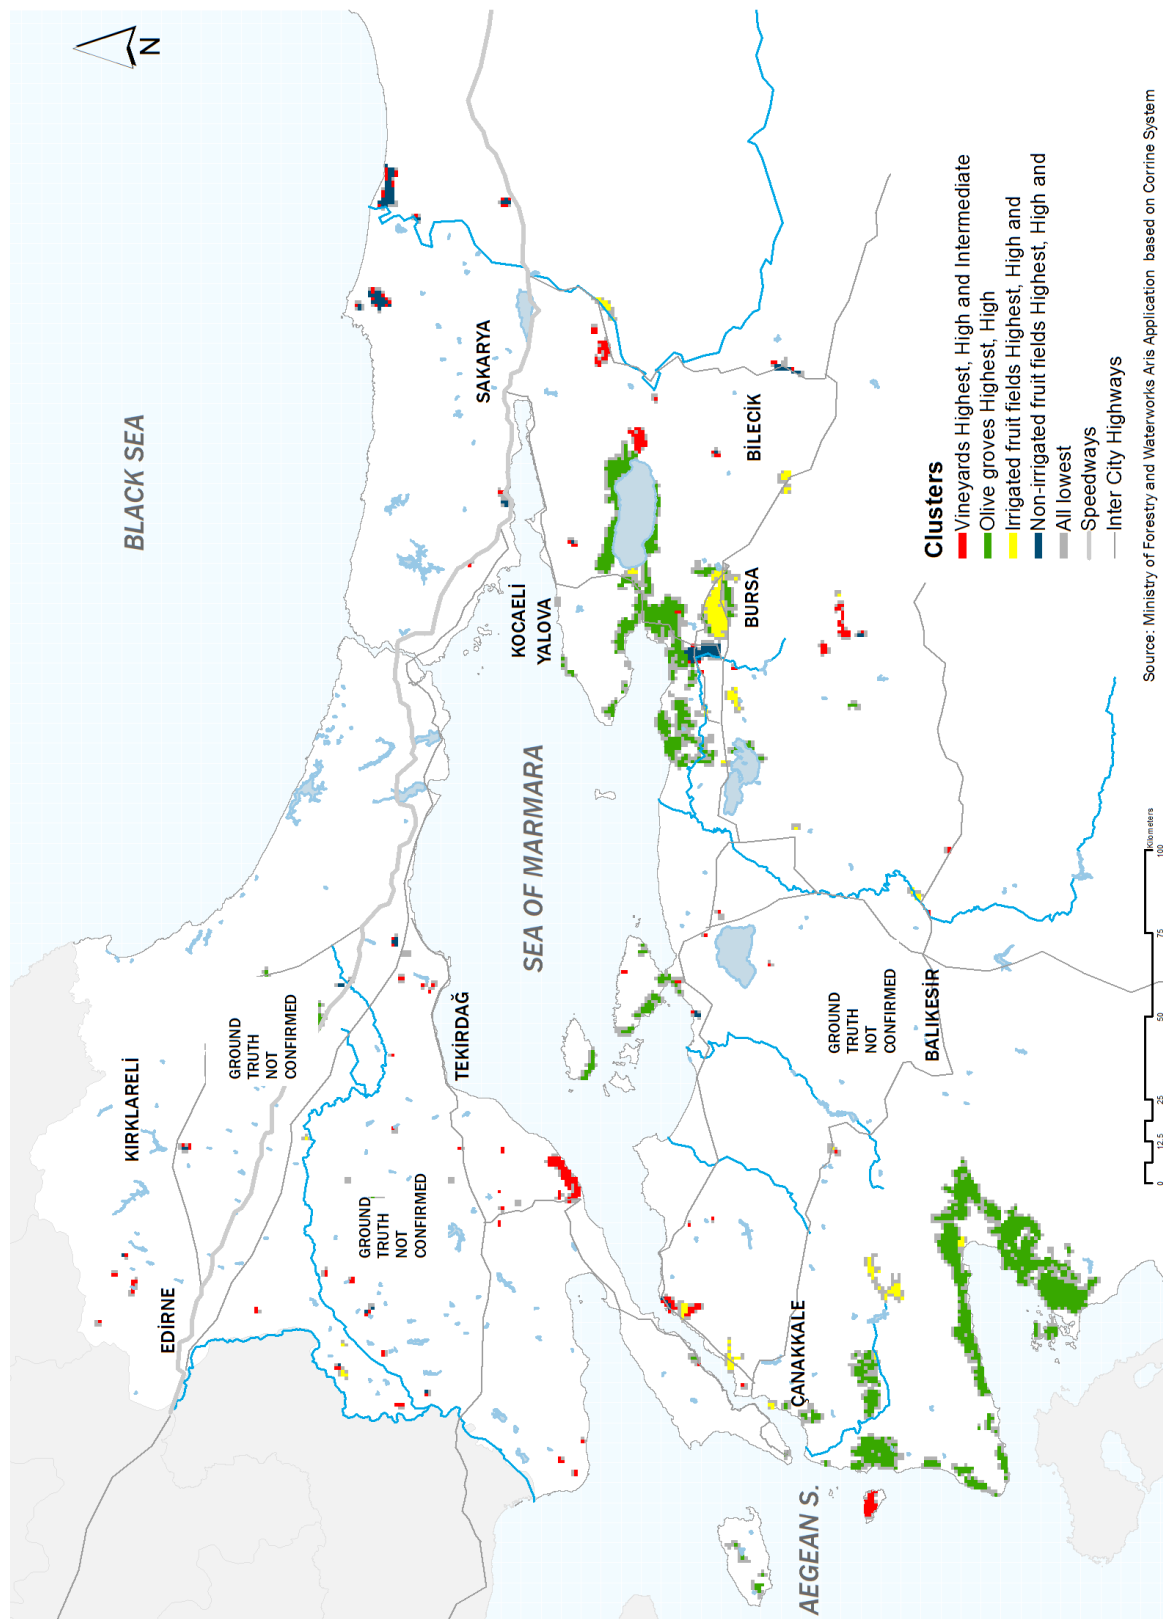 N
BLACK SEA
KIRKLARELİ
EDİRNE
GROUND
TRUTH
NOT
CONFIRMED
GROUND
TRUTH
NOT
CONFIRMED
TEKİRDAĞ
SAKARYA
KOCAELİ
YALOVA
SEA OF MARMARA
BURSA
BİLECİK
ÇANAKKALE
GROUND
TRUTH
NOT
CONFIRMED
BALIKESİR
AEGEAN S.
Clusters
Vineyards Highest, High and Intermediate
Olive groves Highest, High
Irrigated fruit fields Highest, High and
Non-irrigated fruit fields Highest, High and
All lowest
Speedways
Inter City Highways
0 12.5 25 50 75 100
Kilometers
Source: Ministry of Forestry and Waterworks Aris Application based on Corrine System